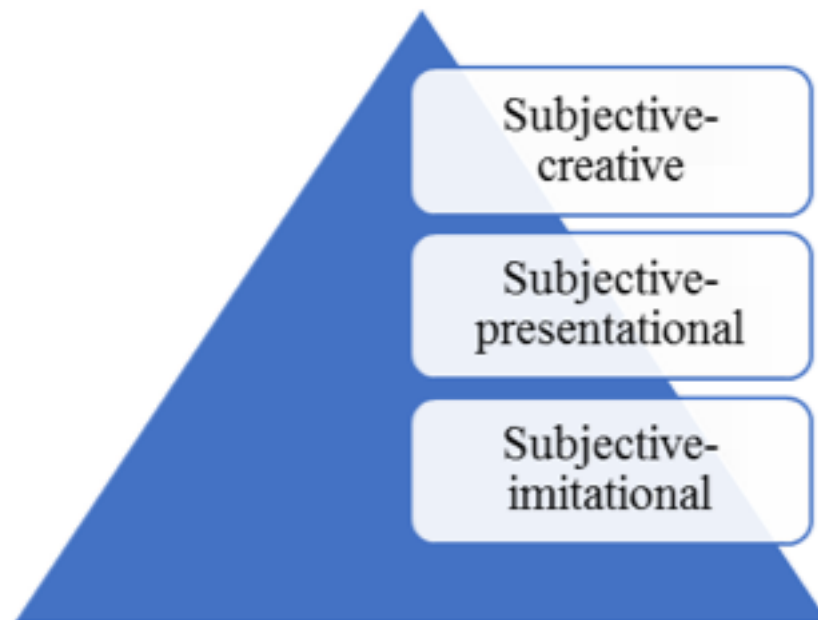 Subjective-
creative
Subjective-
presentational
Subjective-
imitational